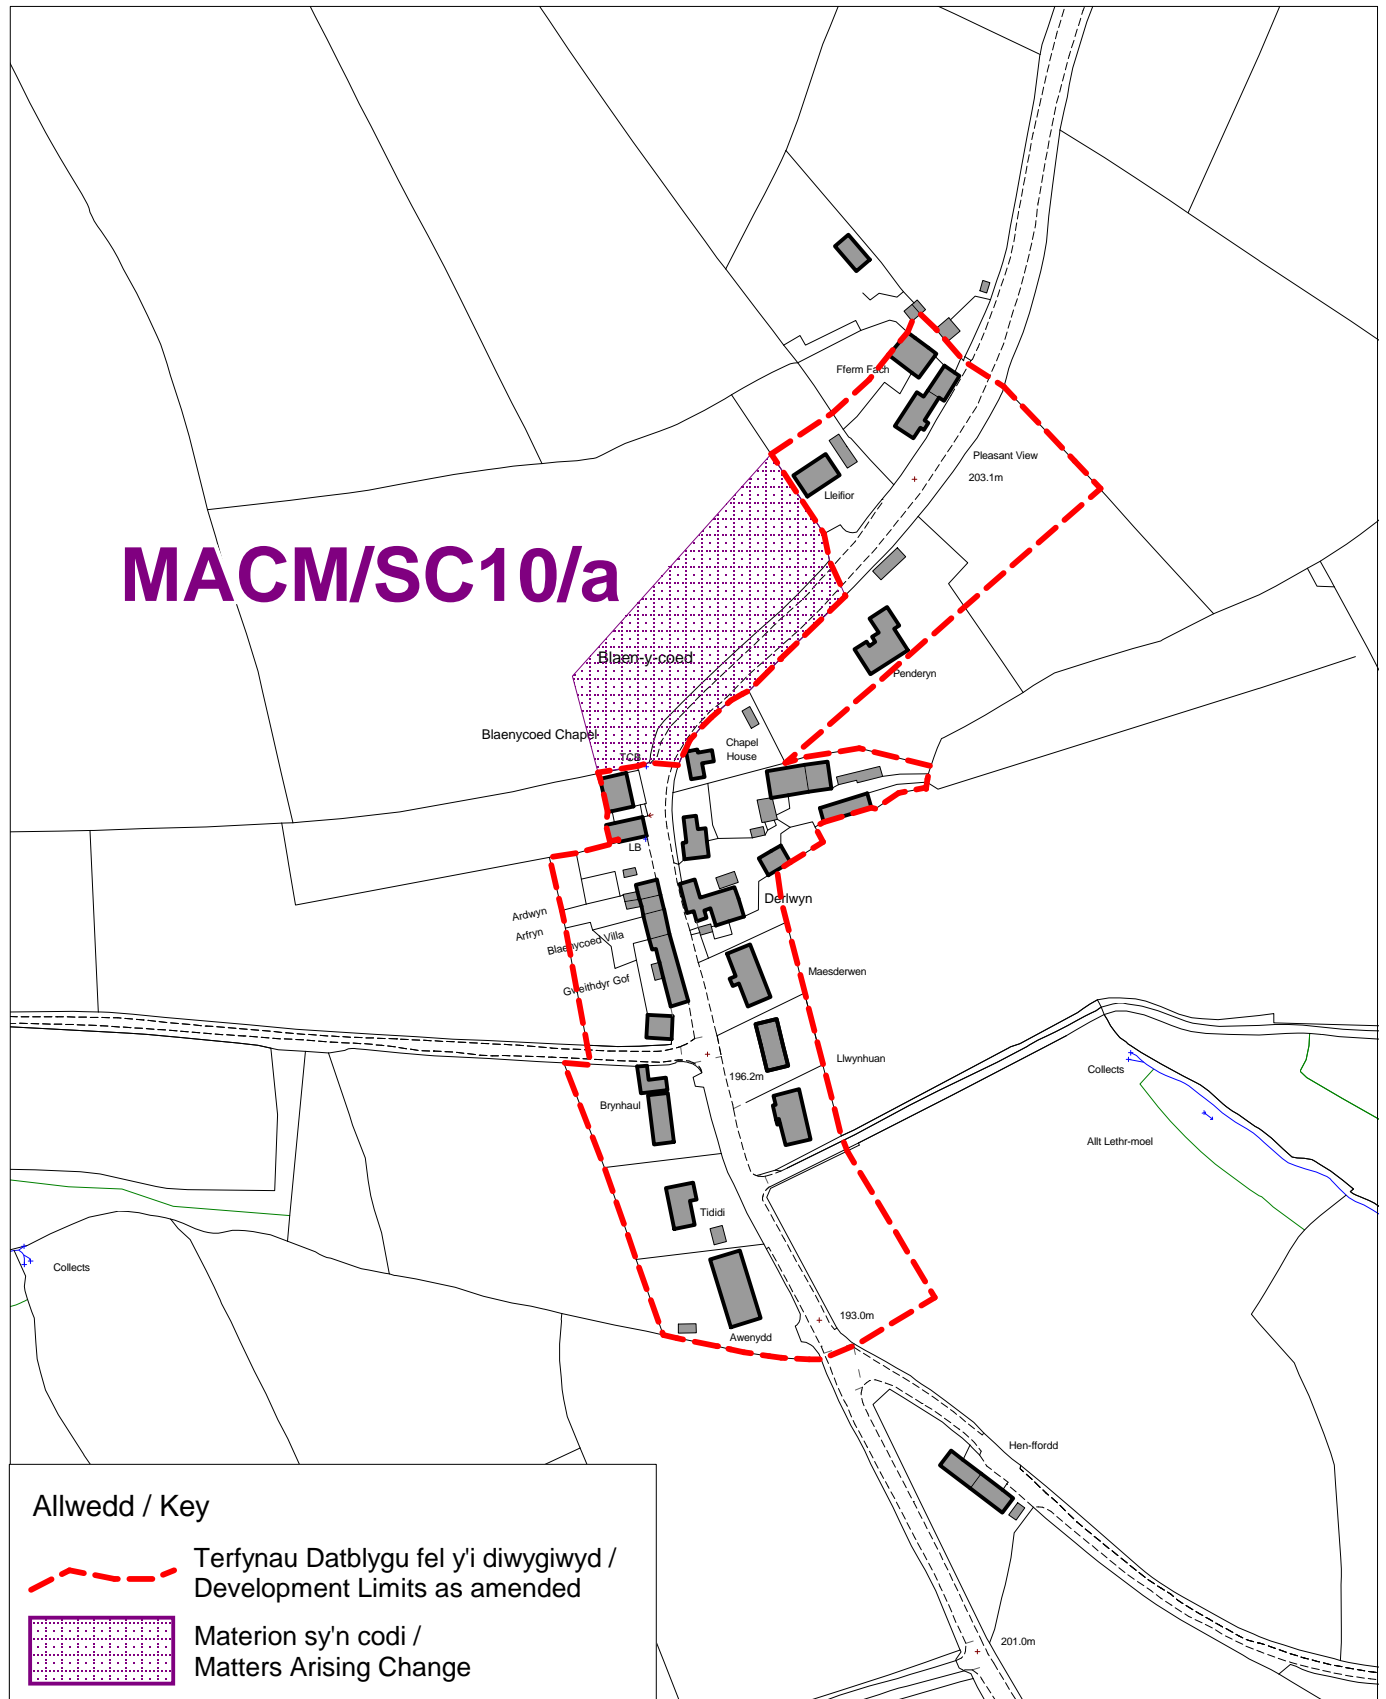 Fferm Fach
Pleasant View
203.1m
Lleifior
MACM/SC10/a
Blaen-y-coed
Penderyn
Blaenycoed Chapel
Chapel
House
TCB
LB
Derlwyn
Ardwyn
Arfryn
Blaenycoed Villa
Maesderwen
Gweithdyr Gof
Llwynhuan
196.2m
Collects
Brynhaul
Allt Lethr-moel
Tididi
Collects
193.0m
Awenydd
Hen-ffordd
201.0m
Allwedd / Key
Terfynau Datblygu fel y'i diwygiwyd /
Development Limits as amended
Materion sy'n codi /
Matters Arising Change